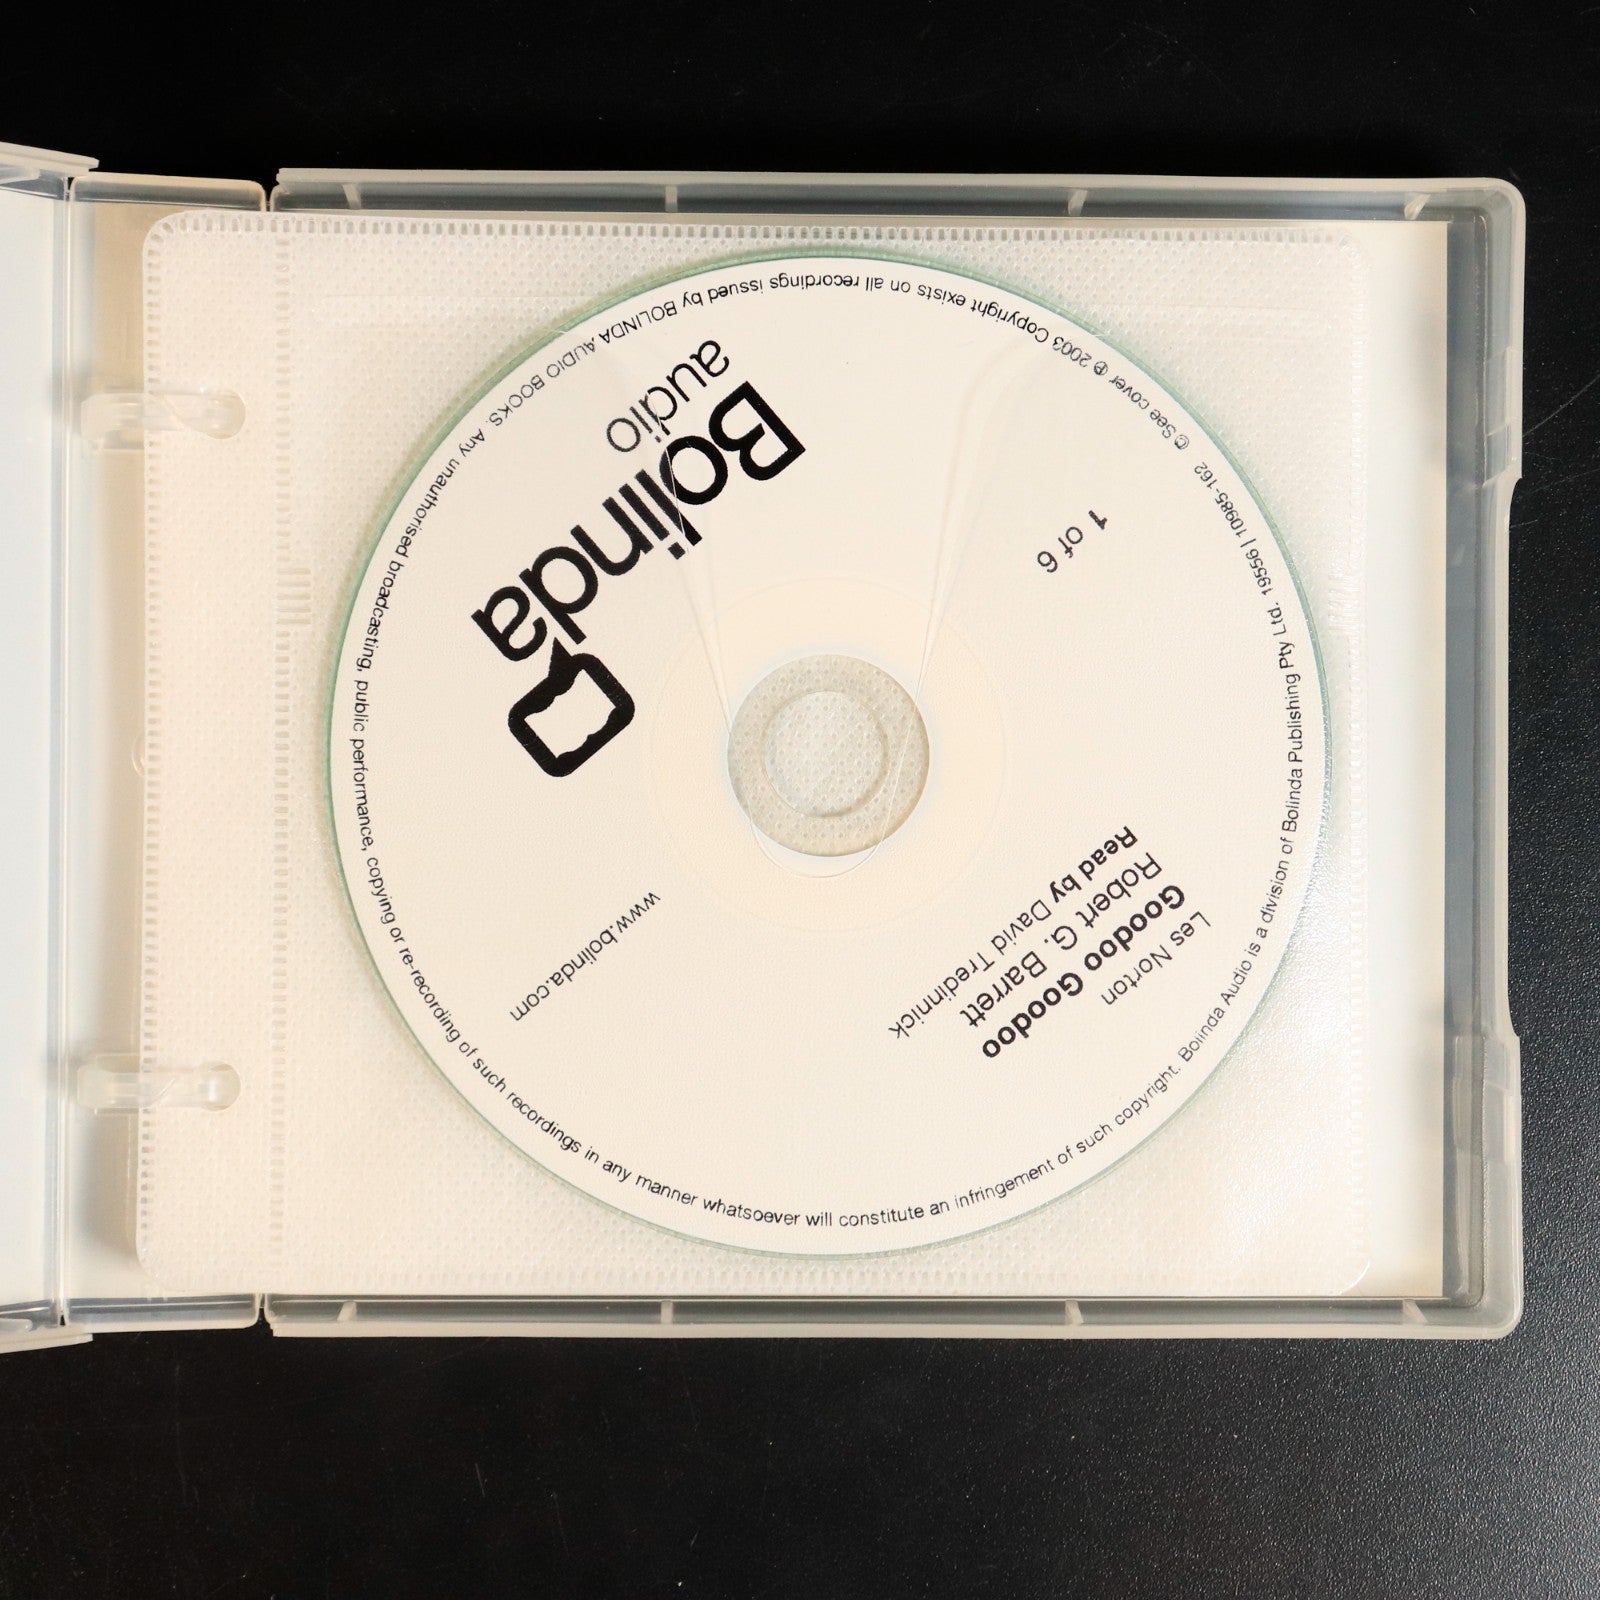 Bolinda
audio
1 of 6
www.bolinda.com
Les Norton
Goodoo Goodoo
Robert G. Barrett
Read by David Tredinnick
© See cover ℗ 2003 Copyright exists on all recordings issued by BOLINDA AUDIO BOOKS. Any unauthorised broadcasting, public performance, copying or re-recording of such recordings in any manner whatsoever will constitute an infringement of such copyright. Bolinda Audio is a division of Bolinda Publishing Pty Ltd. 19556 | 10985-162